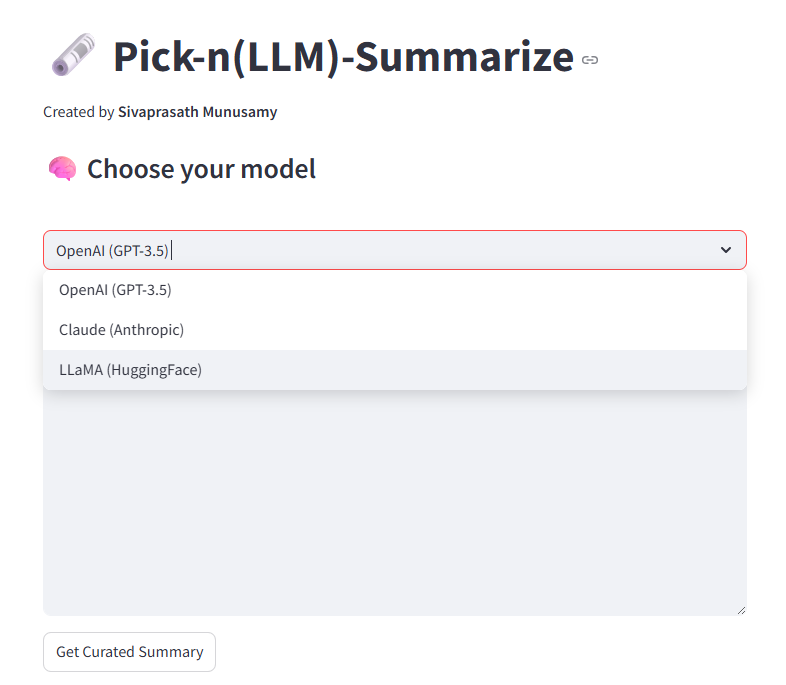 Pick-n(LLM)-Summarize
Created by Sivaprasath Munusamy
Choose your model
OpenAI (GPT-3.5)
OpenAI (GPT-3.5)
Claude (Anthropic)
LLaMA (HuggingFace)
Get Curated Summary